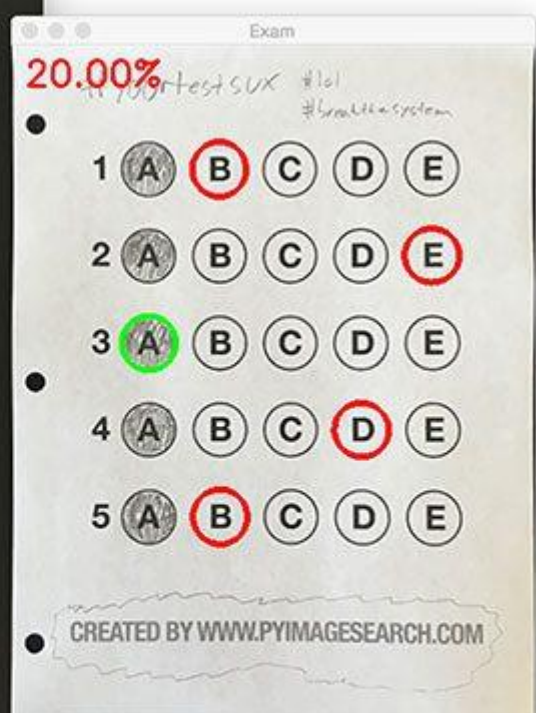 Exam
20.00% #yourtestsux #lol
#breakthesystem
1 A B C D E
2 A B C D E
3 A B C D E
4 A B C D E
5 A B C D E
CREATED BY WWW.PYIMAGESEARCH.COM